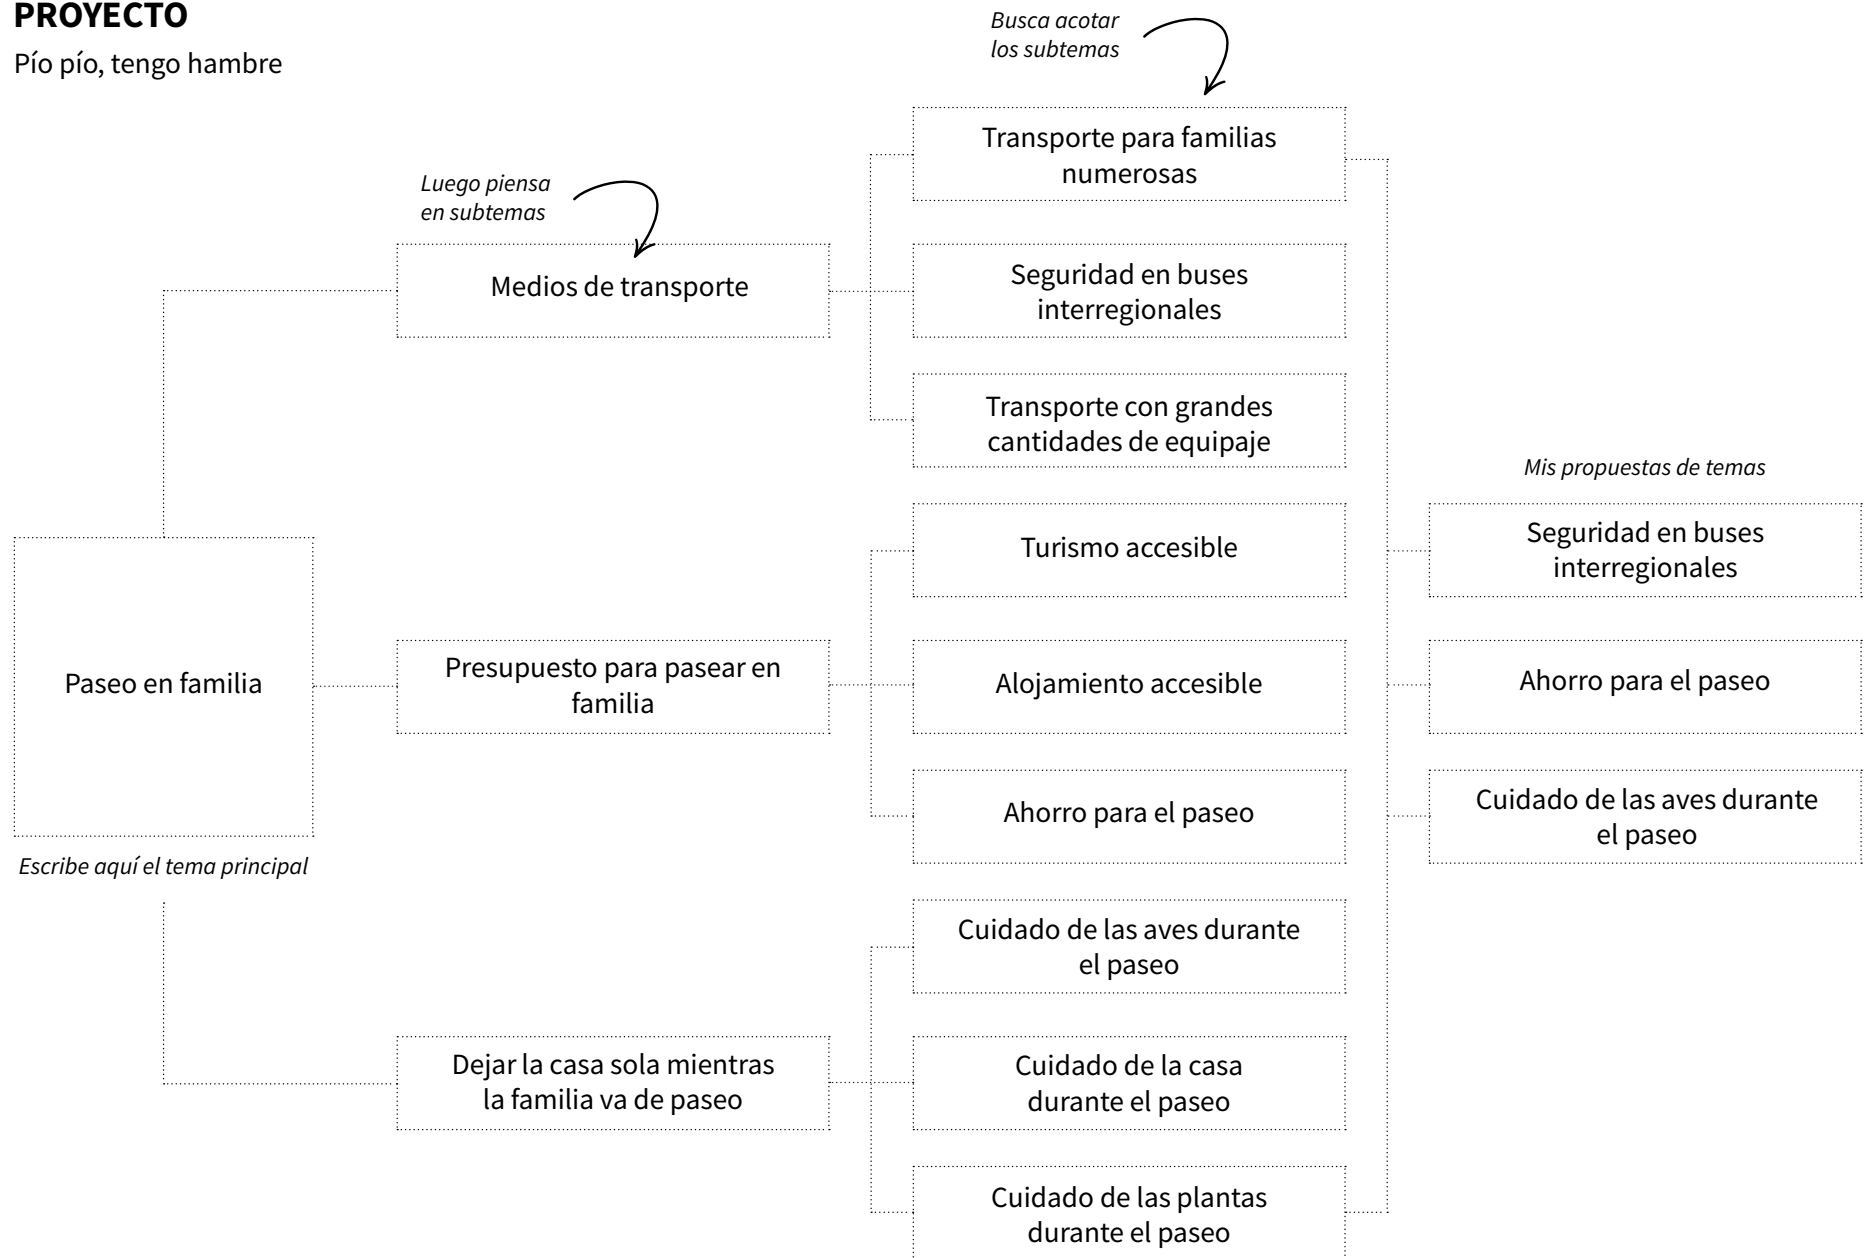 PROYECTO
Pío pío, tengo hambre
Busca acotar
los subtemas
Luego piensa
en subtemas
Transporte para familias
numerosas
Medios de transporte
Seguridad en buses
interregionales
Transporte con grandes
cantidades de equipaje
Mis propuestas de temas
Turismo accesible
Seguridad en buses
interregionales
Paseo en familia
Presupuesto para pasear en
familia
Alojamiento accesible
Ahorro para el paseo
Ahorro para el paseo
Cuidado de las aves durante
el paseo
Escribe aquí el tema principal
Cuidado de las aves durante
el paseo
Dejar la casa sola mientras
la familia va de paseo
Cuidado de la casa
durante el paseo
Cuidado de las plantas
durante el paseo